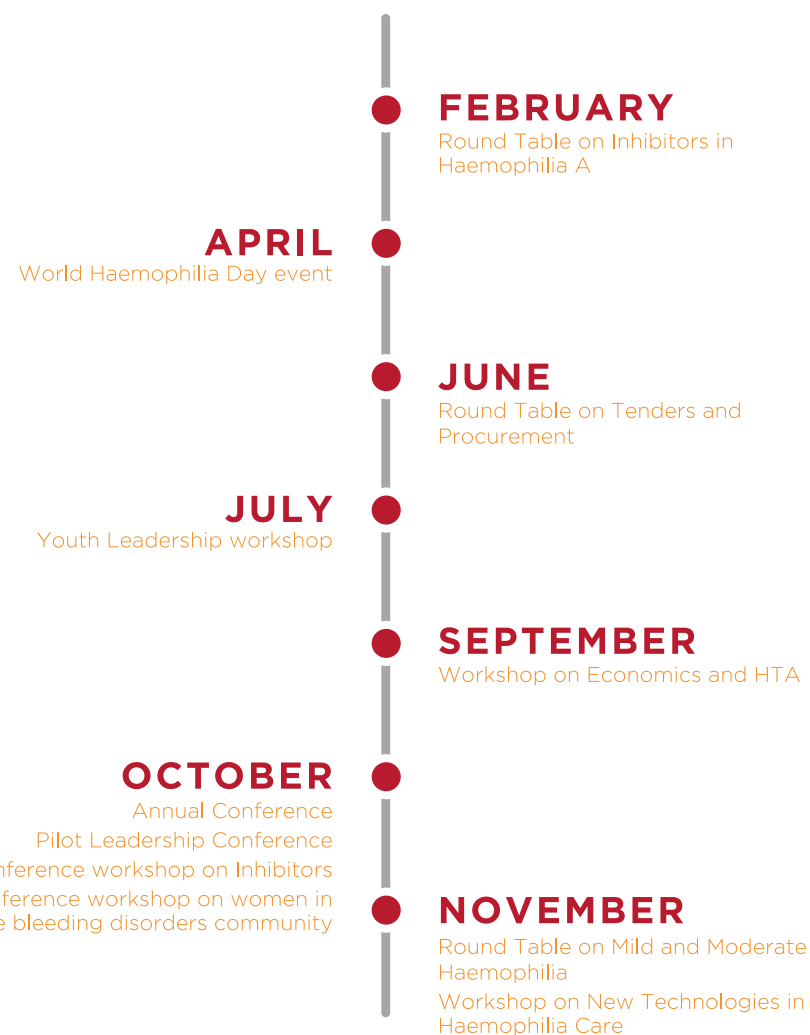 FEBRUARY
Round Table on Inhibitors in
Haemophilia A
APRIL
World Haemophilia Day event
JUNE
Round Table on Tenders and
Procurement
JULY
Youth Leadership workshop
SEPTEMBER
Workshop on Economics and HTA
OCTOBER
Annual Conference
Pilot Leadership Conference
workshop on Inhibitors
workshop on women in
bleeding disorders community
NOVEMBER
Round Table on Mild and Moderate
Haemophilia
Workshop on New Technologies in
Haemophilia Care